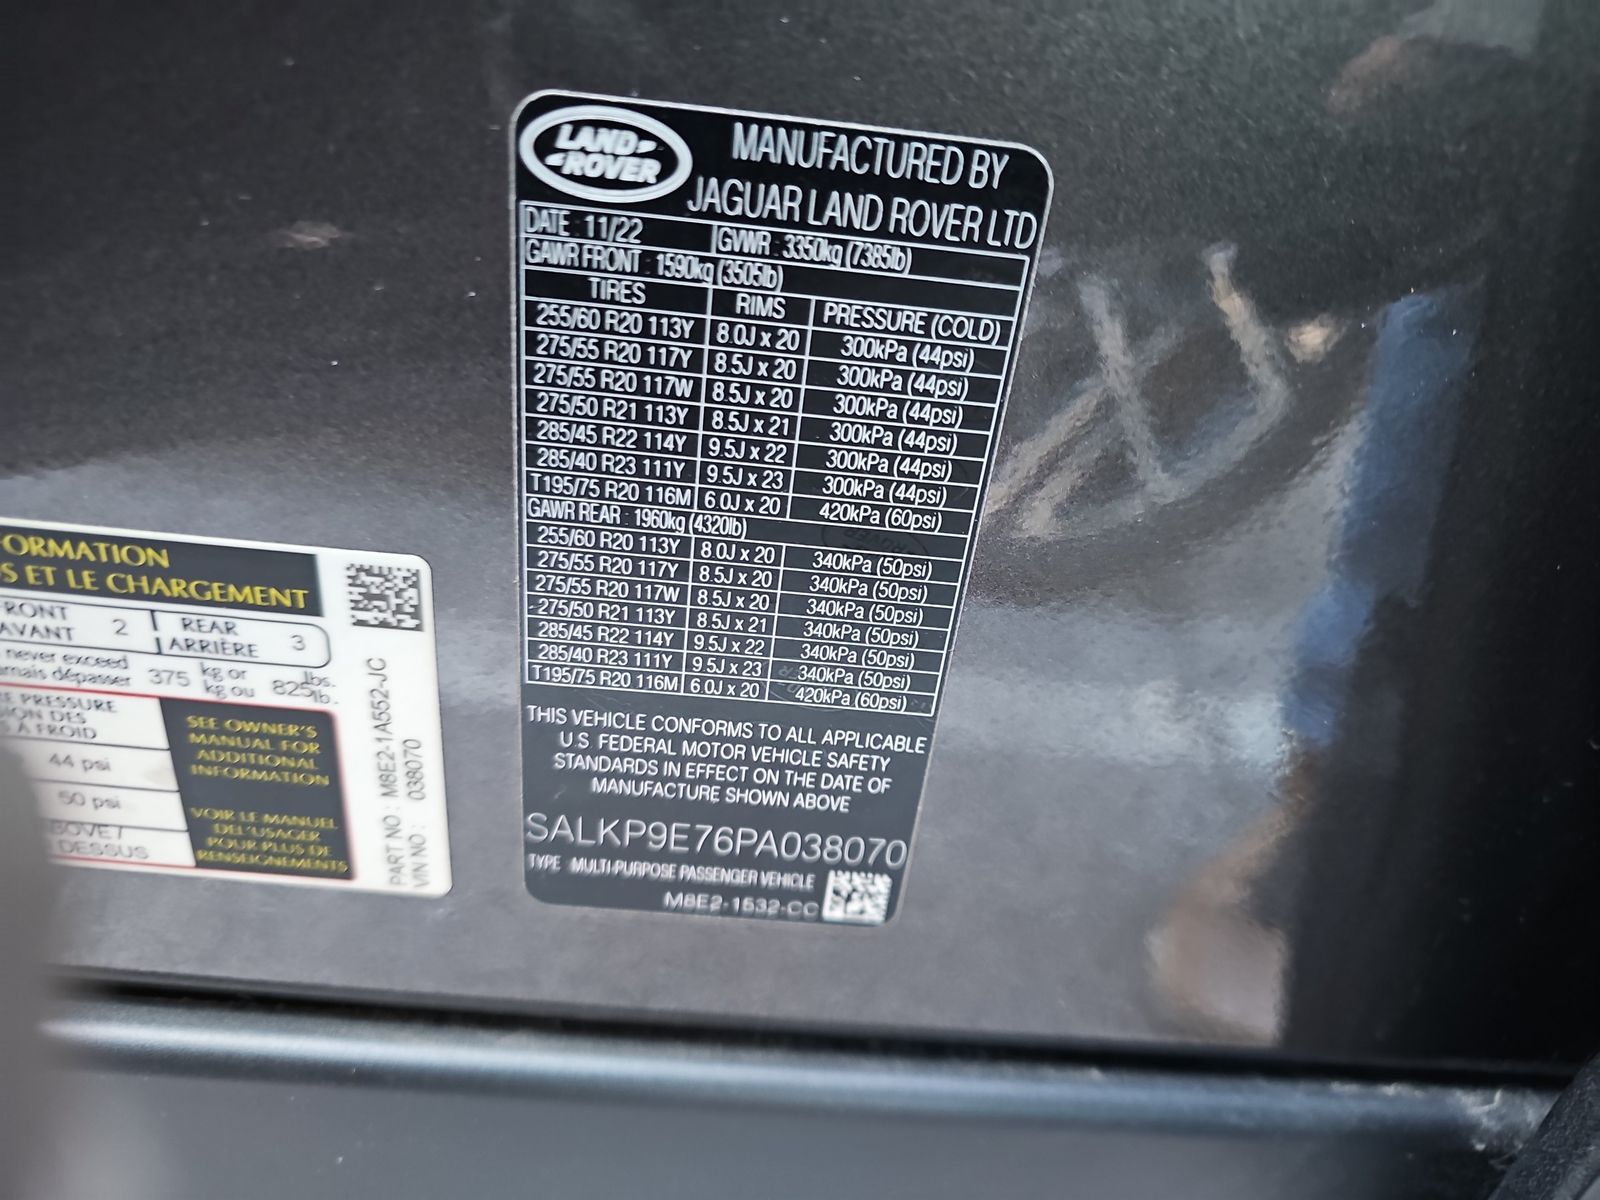 LAND ROVER
MANUFACTURED BY
JAGUAR LAND ROVER LTD
DATE : 11/22 GVWR : 3350kg (7385lb)
GAWR FRONT : 1590kg (3505lb)
TIRES RIMS PRESSURE (COLD)
255/60 R20 113Y 8.0J x 20 300kPa (44psi)
275/55 R20 117Y 8.5J x 20 300kPa (44psi)
275/55 R20 117W 8.5J x 20 300kPa (44psi)
275/50 R21 113Y 8.5J x 21 300kPa (44psi)
285/45 R22 114Y 9.5J x 22 300kPa (44psi)
285/40 R23 111Y 9.5J x 23 300kPa (44psi)
T195/75 R20 116M 6.0J x 20 420kPa (60psi)
GAWR REAR : 1960kg (4320lb)
255/60 R20 113Y 8.0J x 20 340kPa (50psi)
275/55 R20 117Y 8.5J x 20 340kPa (50psi)
275/55 R20 117W 8.5J x 20 340kPa (50psi)
275/50 R21 113Y 8.5J x 21 340kPa (50psi)
285/45 R22 114Y 9.5J x 22 340kPa (50psi)
285/40 R23 111Y 9.5J x 23 340kPa (50psi)
T195/75 R20 116M 6.0J x 20 420kPa (60psi)
THIS VEHICLE CONFORMS TO ALL APPLICABLE
U.S. FEDERAL MOTOR VEHICLE SAFETY
STANDARDS IN EFFECT ON THE DATE OF
MANUFACTURE SHOWN ABOVE
SALKP9E76PA038070
TYPE : MULTI-PURPOSE PASSENGER VEHICLE
M8E2-1532-CC
ORMATION
S ET LE CHARGEMENT
FRONT 2 REAR 3
AVANT ARRIÈRE
never exceed 375 kg or 825 lbs.
mais dépasser kg ou lb.
E PRESSURE
ION DES
À FROID
44 psi
50 psi
BOVE /
DESSUS
SEE OWNER'S
MANUAL FOR
ADDITIONAL
INFORMATION
VOIR LE MANUEL
DE L'USAGER
POUR PLUS DE
RENSEIGNEMENTS
PART NO : M8E2-1A552-JC
VIN NO : 038070